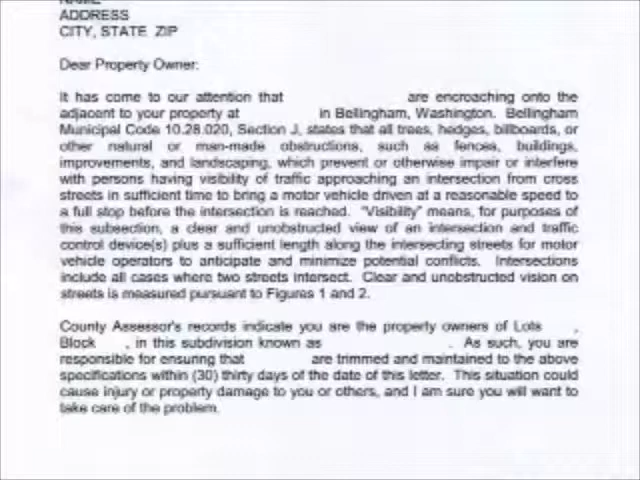 NAME
ADDRESS
CITY, STATE ZIP
Dear Property Owner:
It has come to our attention that are encroaching onto the
adjacent to your property at in Bellingham, Washington. Bellingham
Municipal Code 10.28.020, Section J, states that all trees, hedges, billboards, or
other natural or man-made obstructions, such as fences, buildings,
improvements, and landscaping, which prevent or otherwise impair or interfere
with persons having visibility of traffic approaching an intersection from cross
streets in sufficient time to bring a motor vehicle driven at a reasonable speed to
a full stop before the intersection is reached. "Visibility" means, for purposes of
this subsection, a clear and unobstructed view of an intersection and traffic
control device(s) plus a sufficient length along the intersecting streets for motor
vehicle operators to anticipate and minimize potential conflicts. Intersections
include all cases where two streets intersect. Clear and unobstructed vision on
streets is measured pursuant to Figures 1 and 2.
County Assessor's records indicate you are the property owners of Lots ,
Block , in this subdivision known as . As such, you are
responsible for ensuring that are trimmed and maintained to the above
specifications within (30) thirty days of the date of this letter. This situation could
cause injury or property damage to you or others, and I am sure you will want to
take care of the problem.